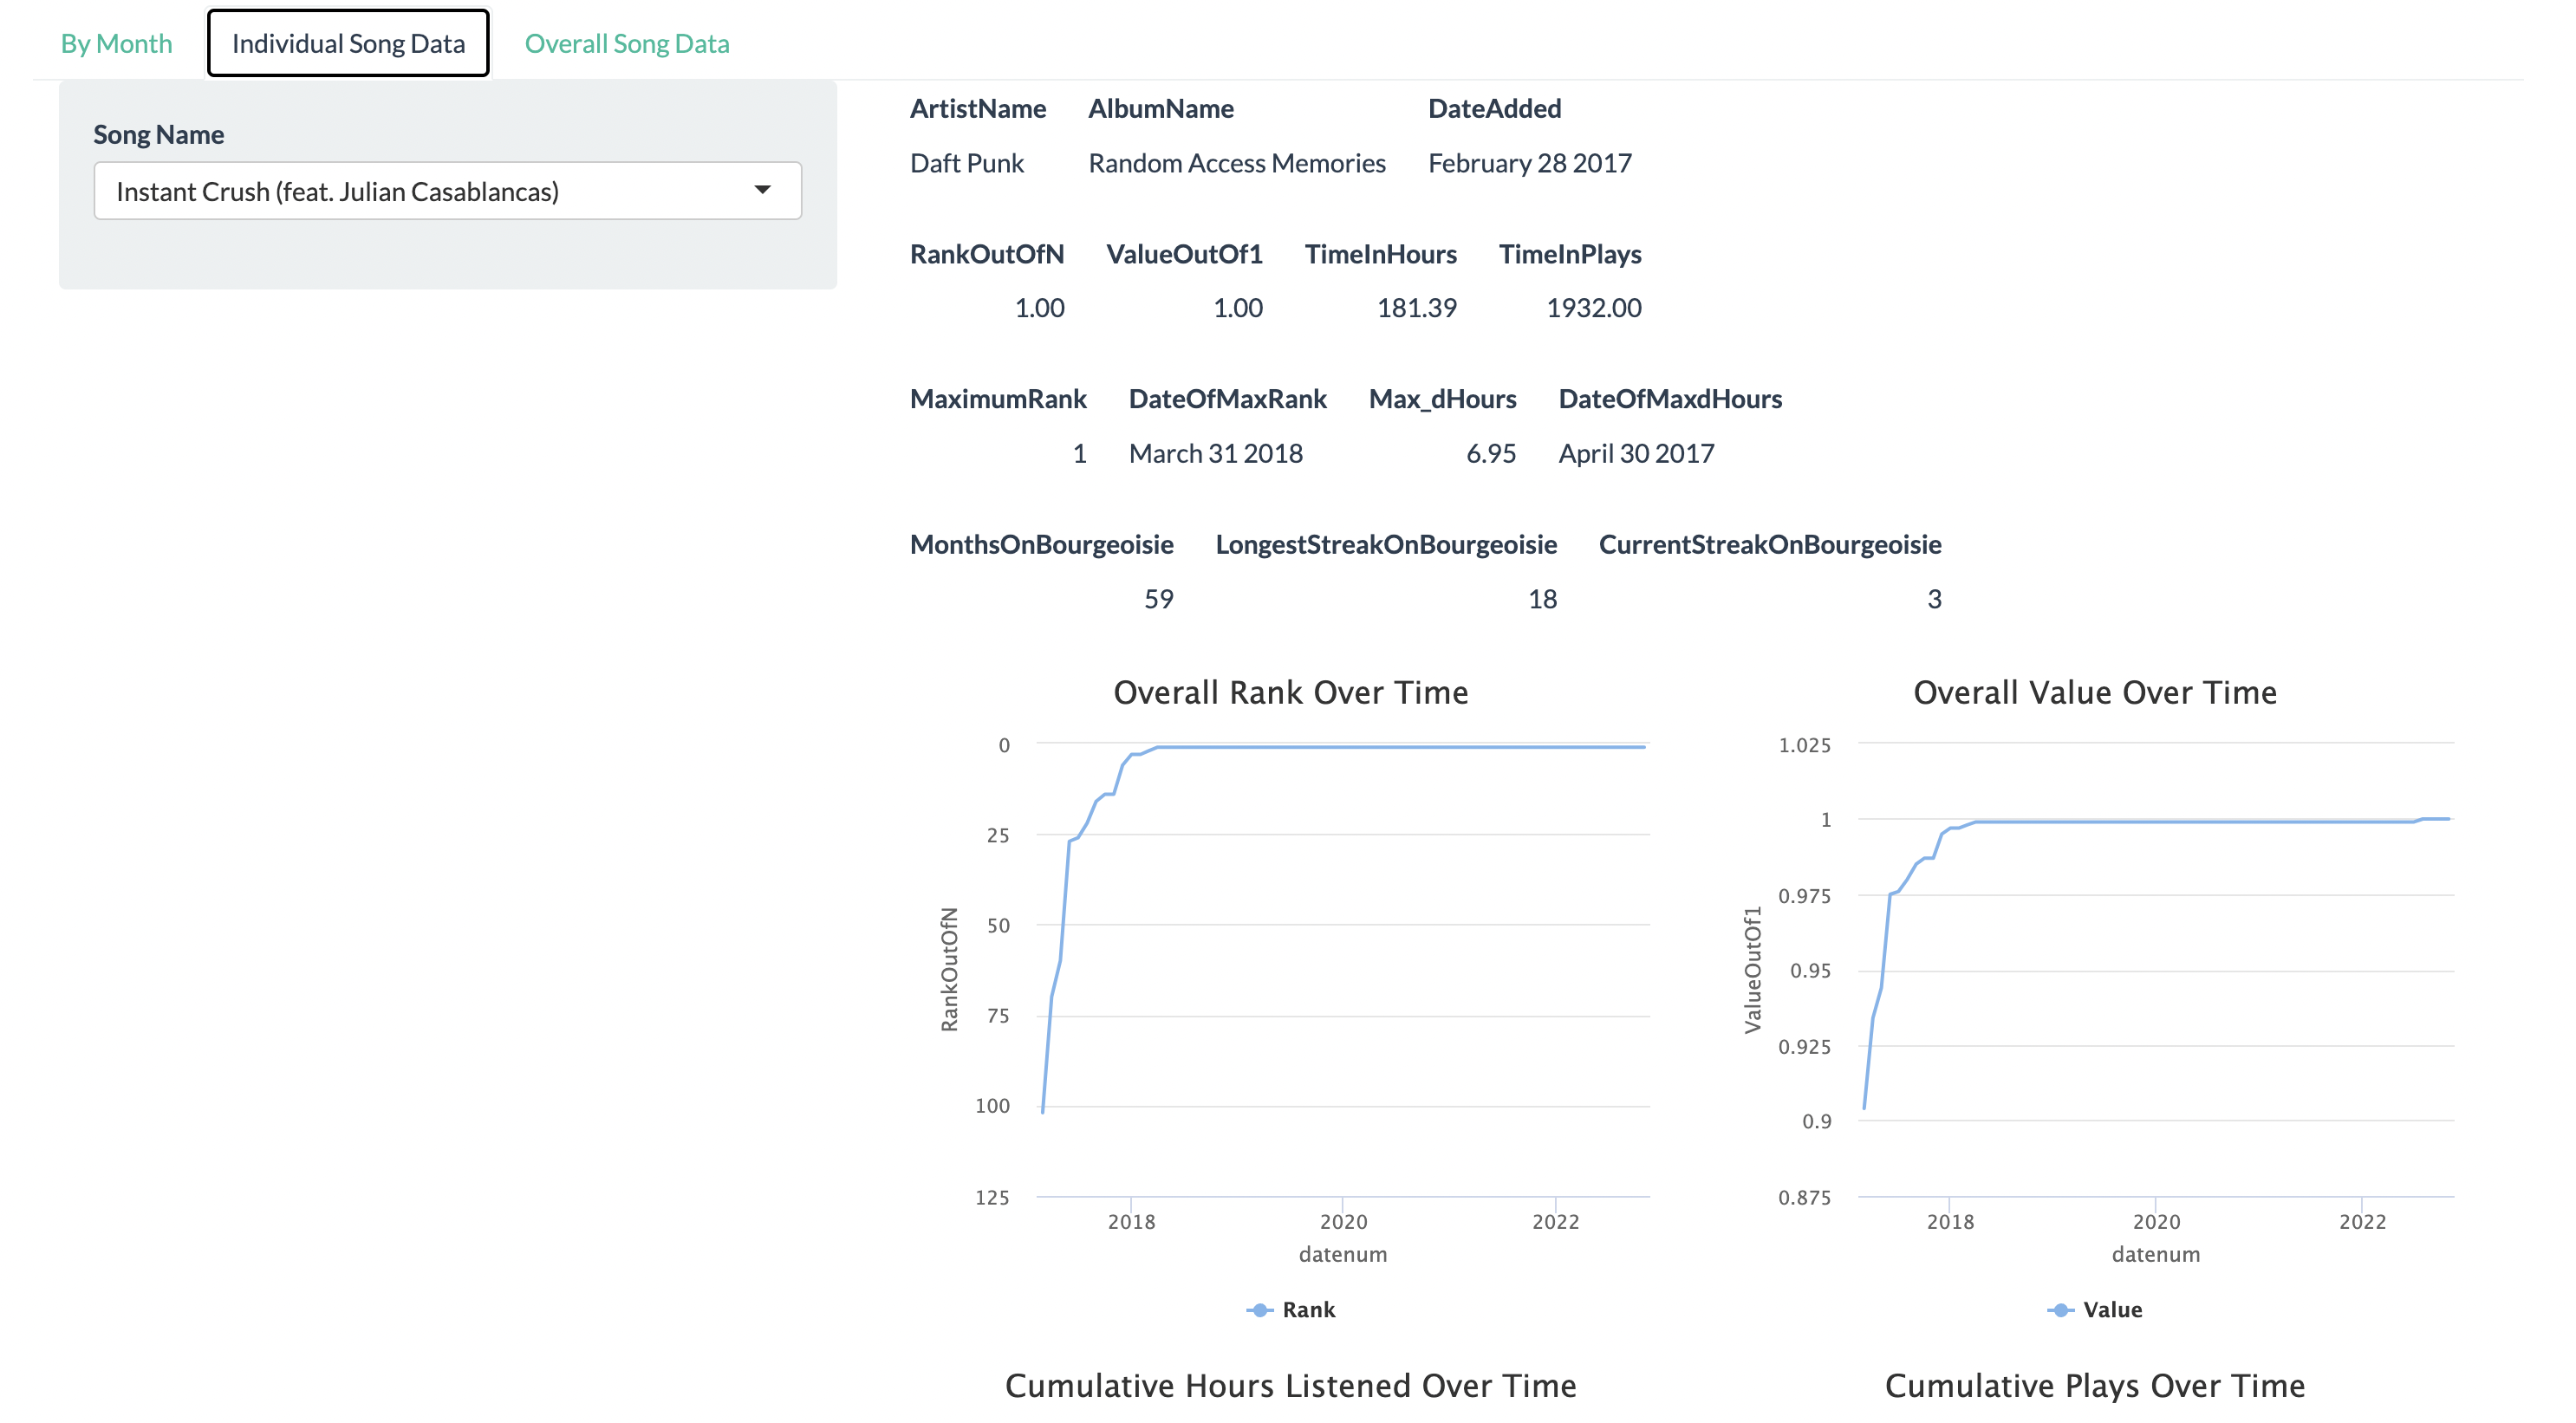 By Month Individual Song Data Overall Song Data
Song Name
Instant Crush (feat. Julian Casablancas)
ArtistName AlbumName DateAdded
Daft Punk Random Access Memories February 28 2017
RankOutOfN ValueOutOf1 TimeInHours TimeInPlays
1.00 1.00 181.39 1932.00
MaximumRank DateOfMaxRank Max_dHours DateOfMaxdHours
1 March 31 2018 6.95 April 30 2017
MonthsOnBourgeoisie LongestStreakOnBourgeoisie CurrentStreakOnBourgeoisie
59 18 3
Overall Rank Over Time
0
25
50
75
100
125
RankOutOfN
2018 2020 2022
datenum
Rank
Overall Value Over Time
1.025
1
0.975
0.95
0.925
0.9
0.875
ValueOutOf1
2018 2020 2022
datenum
Value
Cumulative Hours Listened Over Time
Cumulative Plays Over Time